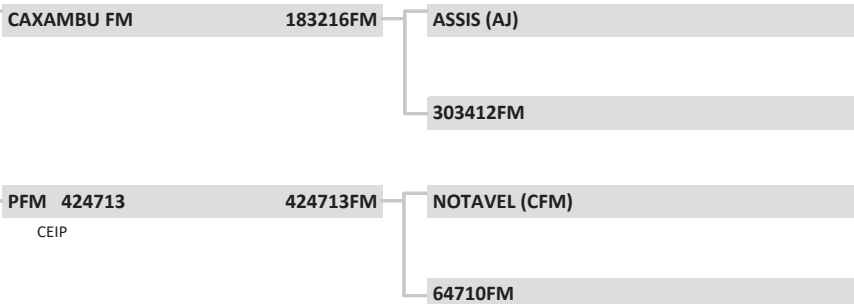 CAXAMBU FM 183216FM ASSIS (AJ)
303412FM
PFM 424713 424713FM NOTAVEL (CFM)
CEIP
64710FM